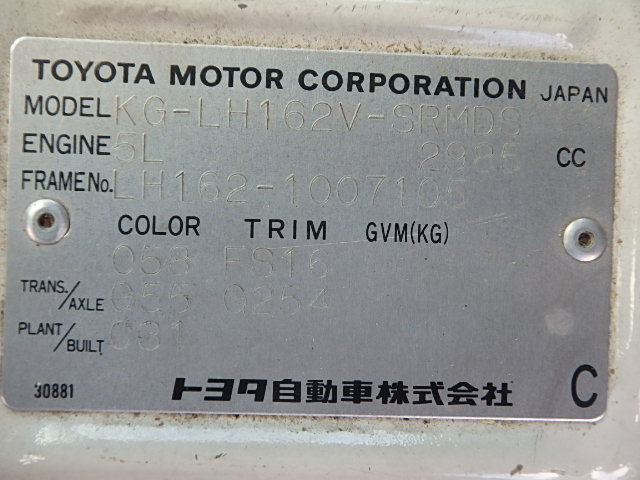 TOYOTA MOTOR CORPORATION JAPAN
MODEL KG-LH162V-SRMDS
ENGINE 5L 2986 CC
FRAME No. LH162-1007105
COLOR TRIM GVM(KG)
058 FS16
TRANS./AXLE 055 G254
PLANT/BUILT 031
30881 トヨタ自動車株式会社 C